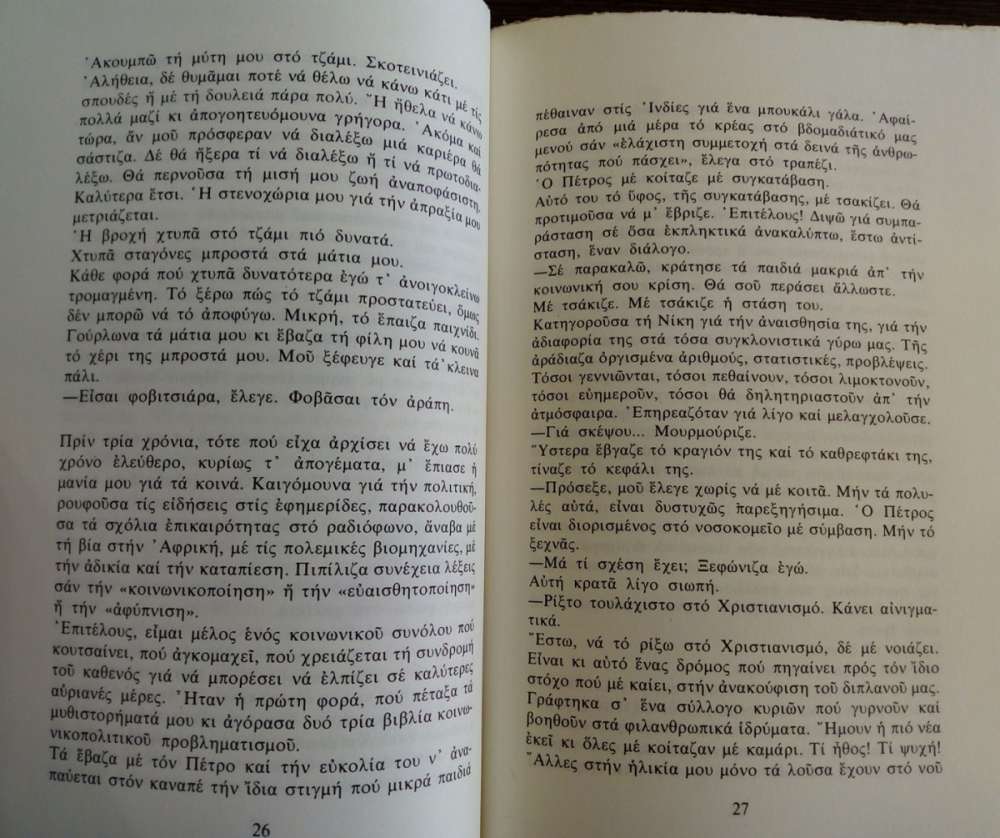 Ἀκουμπῶ τή μύτη μου στό τζάμι. Σκοτεινιάζει.
Ἀλήθεια, δέ θυμᾶμαι ποτέ νά θέλω νά κάνω κάτι μέ τίς
σπουδές ἤ μέ τή δουλειά πάρα πολύ. Ἤ ἤθελα νά κάνω
πολλά μαζί κι ἀπογοητευόμουνα γρήγορα. Ἀκόμα καί
τώρα, ἄν μοῦ πρόσφεραν νά διαλέξω μιά καριέρα θά
σάστιζα. Δέ θά ἤξερα τί νά διαλέξω ἤ τί νά πρωτοδια-
λέξω. Θά περνοῦσα τή μισή μου ζωή ἀναποφάσιστη.
Καλύτερα ἔτσι. Ἡ στενοχώρια μου γιά τήν ἀπραξία μου
μετριάζεται.
Ἡ βροχή χτυπᾶ στό τζάμι πιό δυνατά.
Χτυπᾶ σταγόνες μπροστά στά μάτια μου.
Κάθε φορά πού χτυπᾶ δυνατότερα ἐγώ τ᾿ ἀνοιγοκλείνω
τρομαγμένη. Τό ξέρω πώς τό τζάμι προστατεύει, ὅμως
δέν μπορῶ νά τό ἀποφύγω. Μικρή, τό ἔπαιζα παιχνίδι.
Γούρλωνα τά μάτια μου κι ἔβαζα τή φίλη μου νά κουνᾶ
τό χέρι της μπροστά μου. Μοῦ ξέφευγε καί τά᾿κλεινα
πάλι.
—Εἶσαι φοβιτσιάρα, ἔλεγε. Φοβᾶσαι τόν ἀράπη.
Πρίν τρία χρόνια, τότε πού εἶχα ἀρχίσει νά ἔχω πολύ
χρόνο ἐλεύθερο, κυρίως τ᾿ ἀπογέματα, μ᾿ ἔπιασε ἡ
μανία μου γιά τά κοινά. Καιγόμουνα γιά τήν πολιτική,
ρουφοῦσα τίς εἰδήσεις στίς ἐφημερίδες, παρακολουθοῦ-
σα τά σχόλια ἐπικαιρότητας στό ραδιόφωνο, ἄναβα μέ
τή βία στήν Ἀφρική, μέ τίς πολεμικές βιομηχανίες, μέ
τήν ἀδικία καί τήν καταπίεση. Πιπίλιζα συνέχεια λέξεις
σάν τήν «κοινωνικοποίηση» ἤ τήν «εὐαισθητοποίηση»
ἤ τήν «ἀφύπνιση».
Ἐπιτέλους, εἶμαι μέλος ἑνός κοινωνικοῦ συνόλου πού
κουτσαίνει, πού ἀγκομαχεῖ, πού χρειάζεται τή συνδρομή
τοῦ καθενός γιά νά μπορέσει νά ἐλπίζει σέ καλύτερες
αὐριανές μέρες. Ἦταν ἡ πρώτη φορά, πού πέταξα τά
μυθιστορήματά μου κι ἀγόρασα δυό τρία βιβλία κοινω-
νικοπολιτικοῦ προβληματισμοῦ.
Τά ἔβαζα μέ τόν Πέτρο καί τήν εὐκολία του ν᾿ ἀνα-
παύεται στόν καναπέ τήν ἴδια στιγμή πού μικρά παιδιά
26
πέθαιναν στίς Ἰνδίες γιά ἕνα μπουκάλι γάλα. Ἀφαί-
ρεσα ἀπό μιά μέρα τό κρέας στό βδομαδιάτικό μας
μενού σάν «ἐλάχιστη συμμετοχή στά δεινά τῆς ἀνθρω-
πότητας πού πάσχει», ἔλεγα στό τραπέζι.
Ὁ Πέτρος μέ κοίταζε μέ συγκατάβαση.
Αὐτό του τό ὕφος, τῆς συγκατάβασης, μέ τσακίζει. Θά
προτιμοῦσα νά μ᾿ ἔβριζε. Ἐπιτέλους! Διψῶ γιά συμπα-
ράσταση σέ ὅσα ἐκπληκτικά ἀνακαλύπτω, ἔστω ἀντί-
σταση, ἕναν διάλογο.
—Σέ παρακαλῶ, κράτησε τά παιδιά μακριά ἀπ᾿ τήν
κοινωνική σου κρίση. Θά σοῦ περάσει ἄλλωστε.
Μέ τσάκιζε. Μέ τσάκιζε ἡ στάση του.
Κατηγοροῦσα τή Νίκη γιά τήν ἀναισθησία της, γιά τήν
ἀδιαφορία της στά τόσα συγκλονιστικά γύρω μας. Τῆς
ἀράδιαζα ὀργισμένα ἀριθμούς, στατιστικές, προβλέψεις.
Τόσοι γεννιῶνται, τόσοι πεθαίνουν, τόσοι λιμοκτονοῦν,
τόσοι εὐημεροῦν, τόσοι θά δηλητηριαστοῦν ἀπ᾿ τήν
ἀτμόσφαιρα. Ἐπηρεαζόταν γιά λίγο καί μελαγχολοῦσε.
—Γιά σκέψου... Μουρμούριζε.
Ὕστερα ἔβγαζε τό κραγιόν της καί τό καθρεφτάκι της,
τίναζε τό κεφάλι της.
—Πρόσεξε, μοῦ ἔλεγε χωρίς νά μέ κοιτᾶ. Μήν τά πολυ-
λές αὐτά, εἶναι δυστυχῶς παρεξηγήσιμα. Ὁ Πέτρος
εἶναι διορισμένος στό νοσοκομεῖο μέ σύμβαση. Μήν τό
ξεχνᾶς.
—Μά τί σχέση ἔχει; Ξεφώνιζα ἐγώ.
Αὐτή κρατᾶ λίγο σιωπή.
—Ρίξτο τουλάχιστο στό Χριστιανισμό. Κάνει αἰνιγμα-
τικά.
Ἔστω, νά τό ρίξω στό Χριστιανισμό, δέ μέ νοιάζει.
Εἶναι κι αὐτό ἕνας δρόμος πού πηγαίνει πρός τόν ἴδιο
στόχο πού μέ καίει, στήν ἀνακούφιση τοῦ διπλανοῦ μας.
Γράφτηκα σ᾿ ἕνα σύλλογο κυριῶν πού γυρνοῦν καί
βοηθοῦν στά φιλανθρωπικά ἱδρύματα. Ἤμουν ἡ πιό νέα
ἐκεῖ κι ὅλες μέ κοίταζαν μέ καμάρι. Τί ἦθος! Τί ψυχή!
Ἄλλες στήν ἡλικία μου μόνο τά λοῦσα ἔχουν στό νοῦ
27